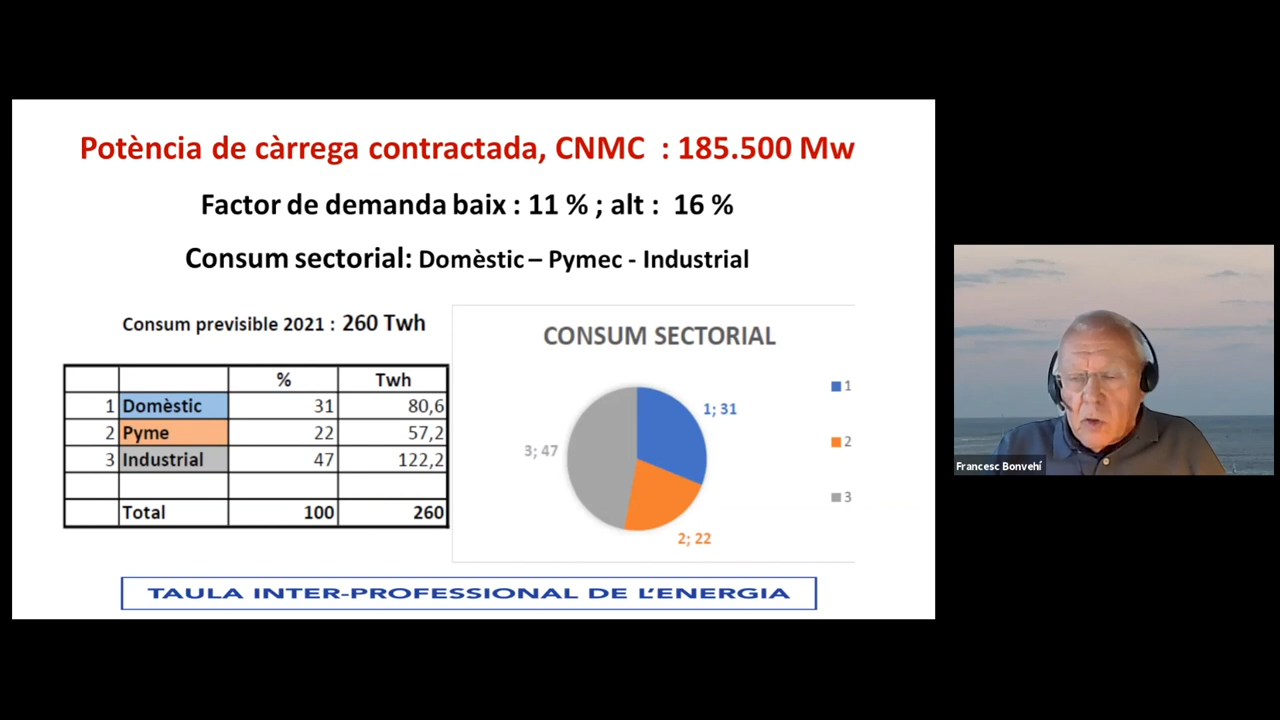 Potència de càrrega contractada, CNMC : 185.500 Mw
Factor de demanda baix : 11 % ; alt : 16 %
Consum sectorial: Domèstic – Pymec - Industrial
Consum previsible 2021 : 260 Twh
% Twh
1 Domèstic 31 80,6
2 Pyme 22 57,2
3 Industrial 47 122,2
Total 100 260
CONSUM SECTORIAL
1; 31
2; 22
3; 47
1
2
3
TAULA INTER-PROFESSIONAL DE L'ENERGIA
Francesc Bonvehí